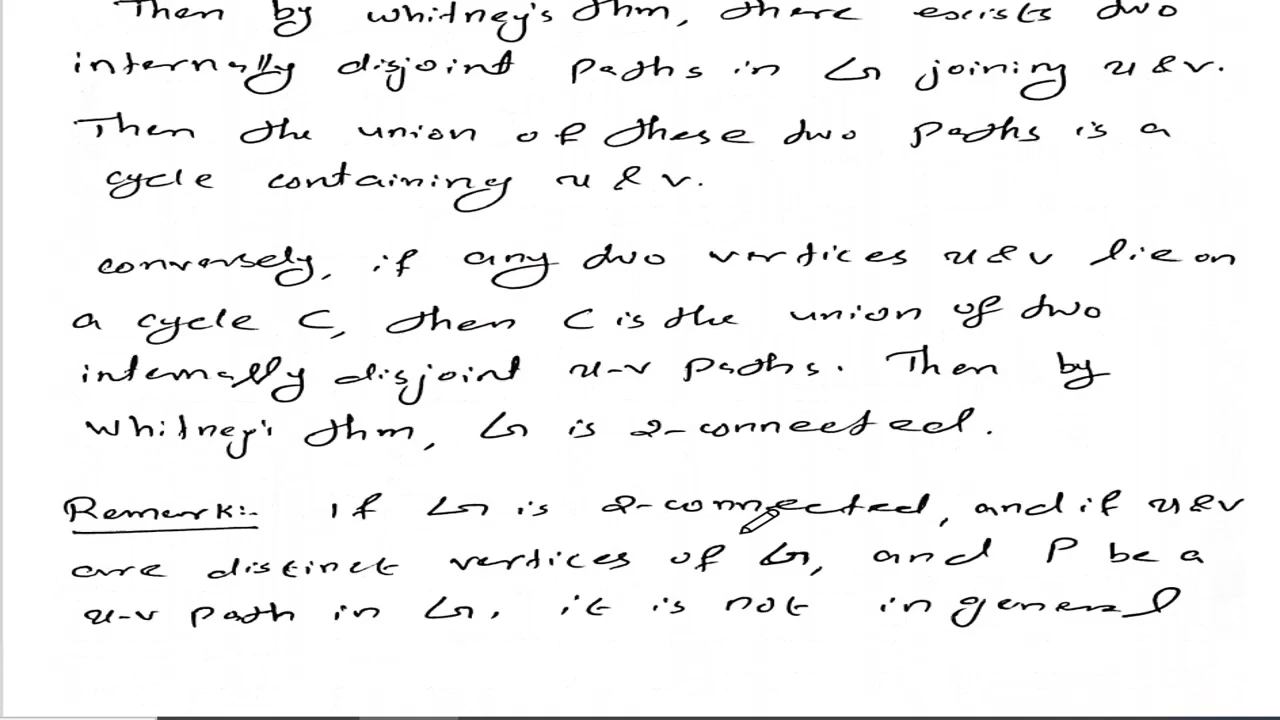 Then by whitney's thm, there exists two
internally disjoint paths in G joining u & v.
Then the union of these two paths is a
cycle containing u & v.
conversely, if any two vertices u & v lie on
a cycle C, then C is the union of two
internally disjoint u-v paths. Then by
whitney's thm, G is 2-connected.
Remark:- If G is 2-connected, and if u & v
are distinct vertices of G, and P be a
u-v path in G, it is not in general